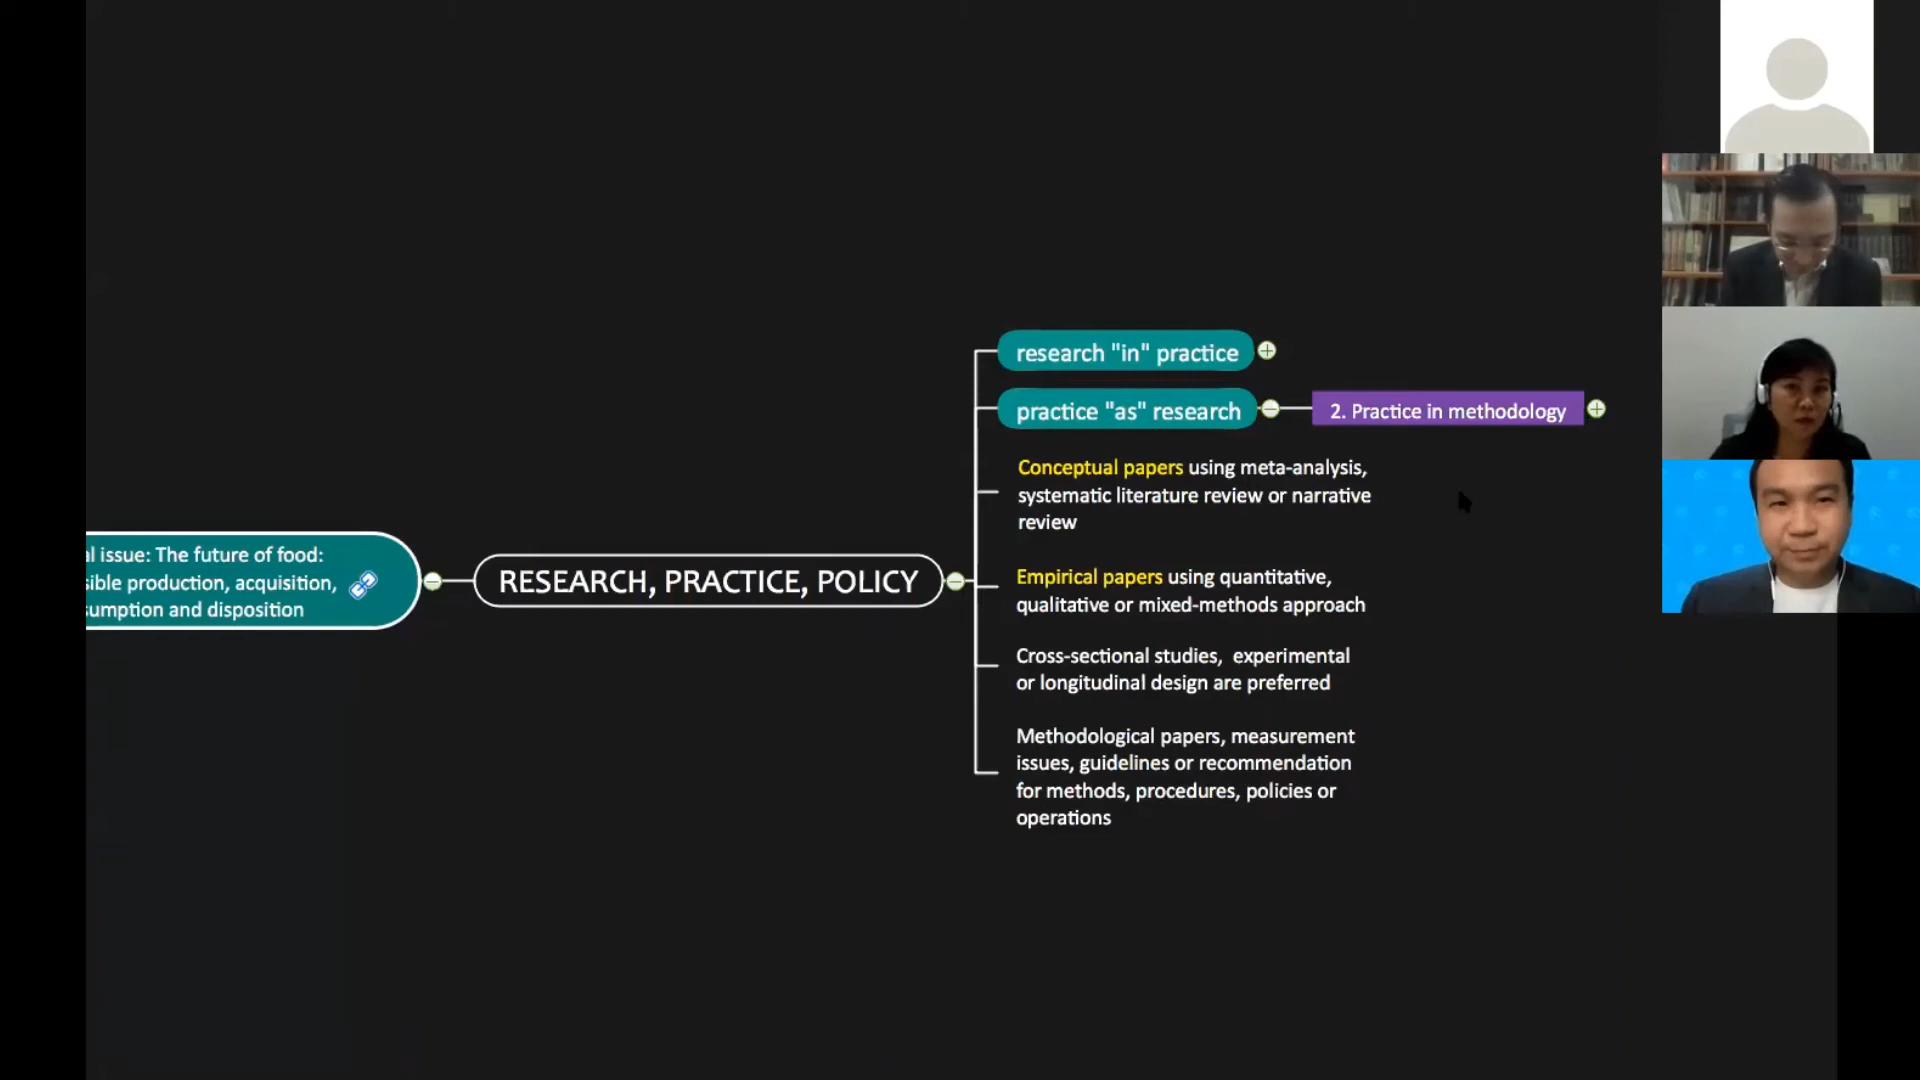 research "in" practice
practice "as" research
2. Practice in methodology
Conceptual papers using meta-analysis,
systematic literature review or narrative
review
al issue: The future of food:
sible production, acquisition,
sumption and disposition
RESEARCH, PRACTICE, POLICY
Empirical papers using quantitative,
qualitative or mixed-methods approach
Cross-sectional studies, experimental
or longitudinal design are preferred
Methodological papers, measurement
issues, guidelines or recommendation
for methods, procedures, policies or
operations